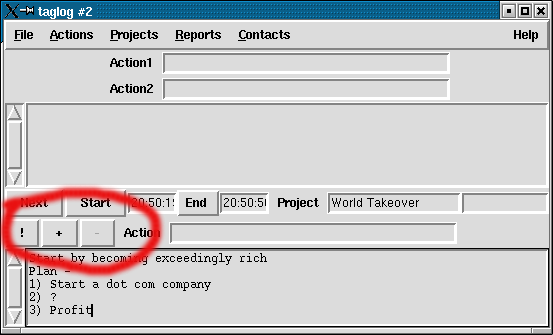 taglog #2
File Actions Projects Reports Contacts Help
Action1
Action2
Next Start 20:50:1 End 20:50:5 Project World Takeover
! + - Action
Start by becoming exceedingly rich
Plan -
1) Start a dot com company
2) ?
3) Profit